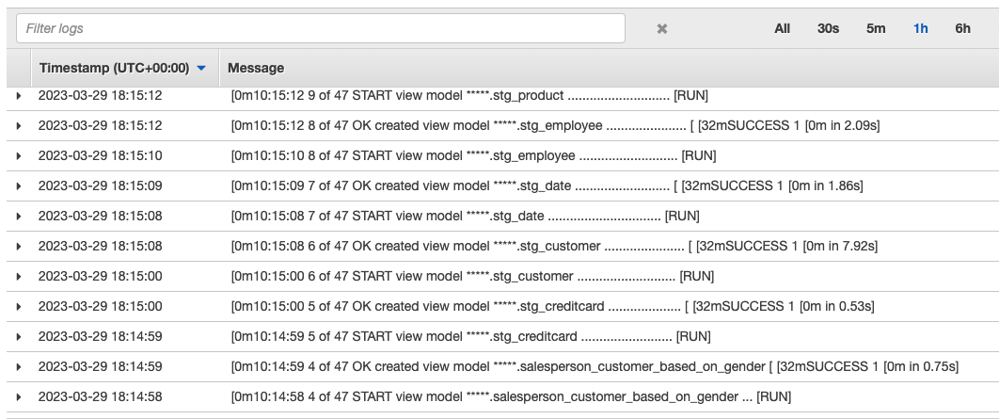 Filter logs ✖ All 30s 5m 1h 6h
Timestamp (UTC+00:00) Message
2023-03-29 18:15:12 [0m10:15:12 9 of 47 START view model *****.stg_product ............................ [RUN]
2023-03-29 18:15:12 [0m10:15:12 8 of 47 OK created view model *****.stg_employee ...................... [ [32mSUCCESS 1 [0m in 2.09s]
2023-03-29 18:15:10 [0m10:15:10 8 of 47 START view model *****.stg_employee ........................... [RUN]
2023-03-29 18:15:09 [0m10:15:09 7 of 47 OK created view model *****.stg_date .......................... [ [32mSUCCESS 1 [0m in 1.86s]
2023-03-29 18:15:08 [0m10:15:08 7 of 47 START view model *****.stg_date ............................... [RUN]
2023-03-29 18:15:08 [0m10:15:08 6 of 47 OK created view model *****.stg_customer ...................... [ [32mSUCCESS 1 [0m in 7.92s]
2023-03-29 18:15:00 [0m10:15:00 6 of 47 START view model *****.stg_customer ........................... [RUN]
2023-03-29 18:15:00 [0m10:15:00 5 of 47 OK created view model *****.stg_creditcard .................... [ [32mSUCCESS 1 [0m in 0.53s]
2023-03-29 18:14:59 [0m10:14:59 5 of 47 START view model *****.stg_creditcard ......................... [RUN]
2023-03-29 18:14:59 [0m10:14:59 4 of 47 OK created view model *****.salesperson_customer_based_on_gender [ [32mSUCCESS 1 [0m in 0.75s]
2023-03-29 18:14:58 [0m10:14:58 4 of 47 START view model *****.salesperson_customer_based_on_gender ... [RUN]